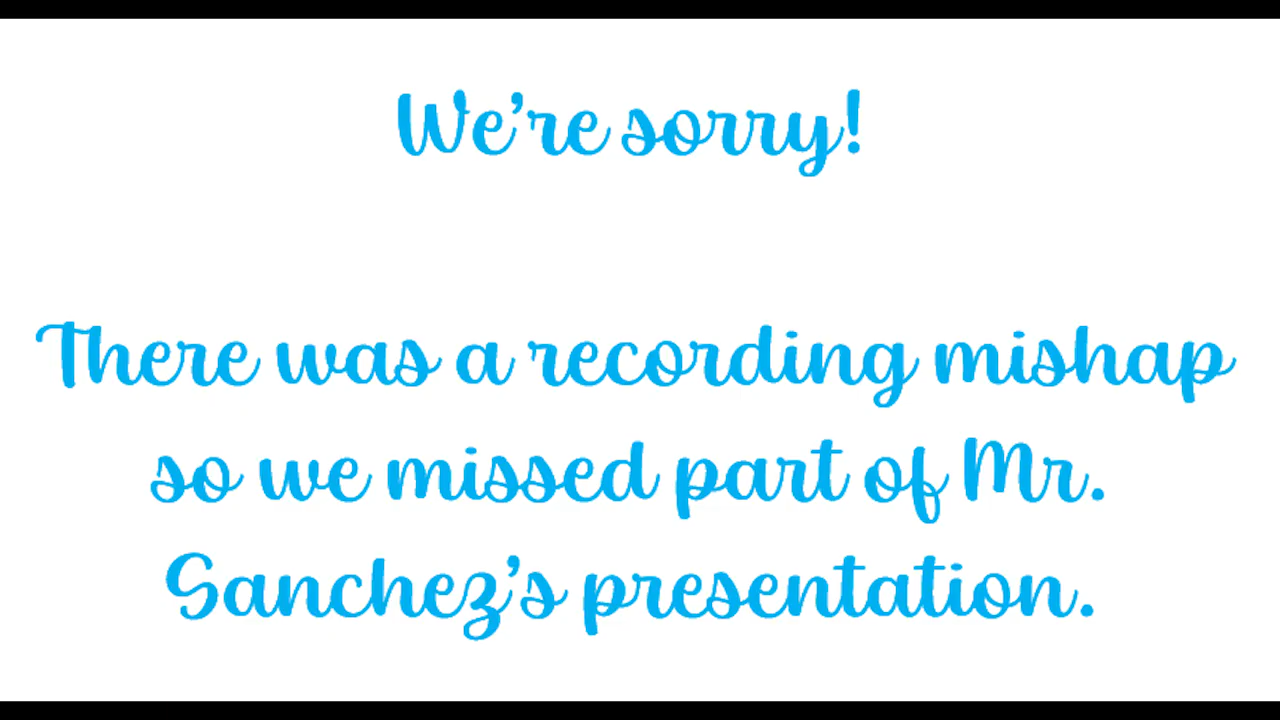 We're sorry!
There was a recording mishap
so we missed part of Mr.
Sanchez's presentation.